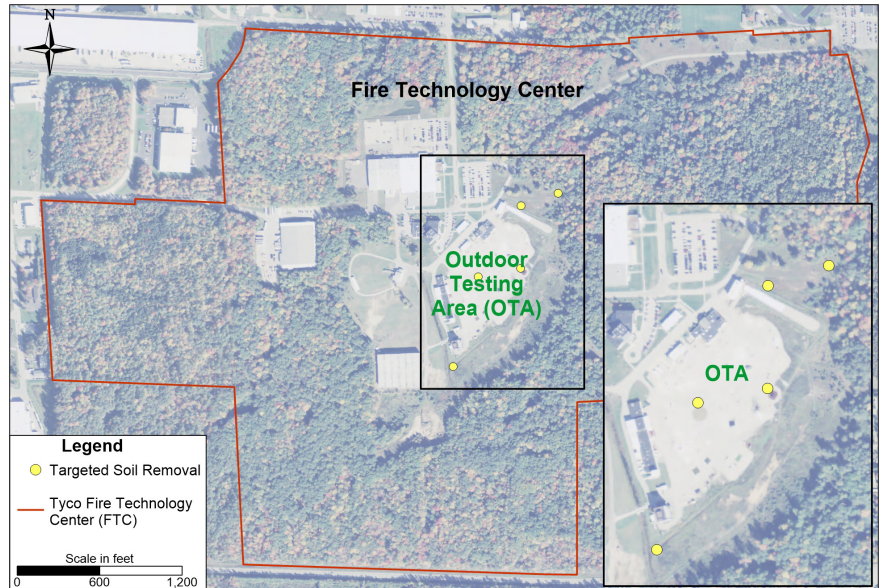 N
Fire Technology Center
Outdoor
Testing
Area (OTA)
OTA
Legend
Targeted Soil Removal
Tyco Fire Technology
Center (FTC)
Scale in feet
0 600 1,200